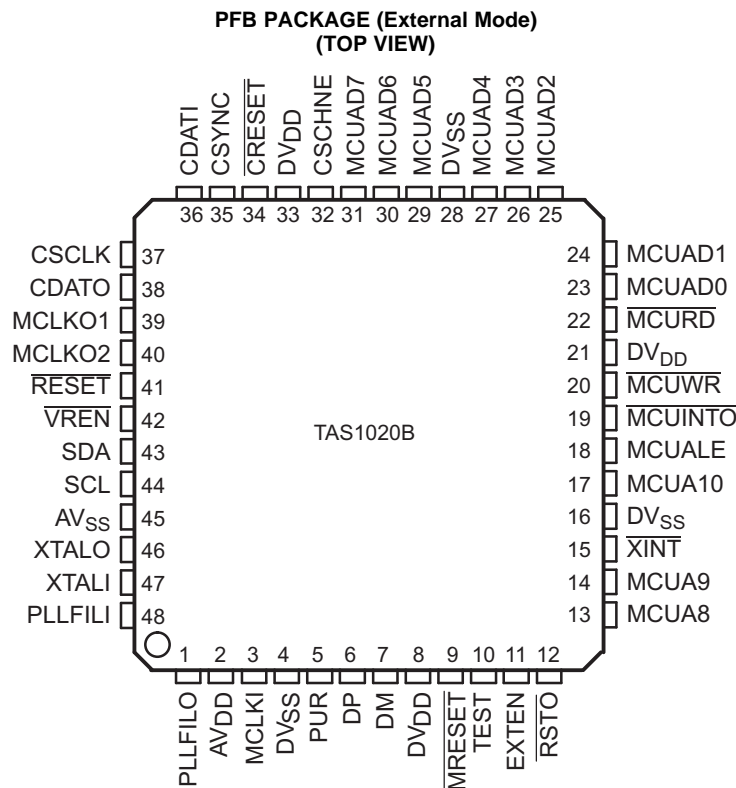 PFB PACKAGE (External Mode)
(TOP VIEW)
CDATI
CSYNC
CRESET
DVDD
CSCHNE
MCUAD7
MCUAD6
MCUAD5
DVSS
MCUAD4
MCUAD3
MCUAD2
36 35 34 33 32 31 30 29 28 27 26 25
CSCLK 37
CDATO 38
MCLKO1 39
MCLKO2 40
RESET 41
VREN 42
SDA 43
SCL 44
AVSS 45
XTALO 46
XTALI 47
PLLFILI 48
TAS1020B
24 MCUAD1
23 MCUAD0
22 MCURD
21 DVDD
20 MCUWR
19 MCUINTO
18 MCUALE
17 MCUA10
16 DVSS
15 XINT
14 MCUA9
13 MCUA8
1 2 3 4 5 6 7 8 9 10 11 12
PLLFILO
AVDD
MCLKI
DVSS
PUR
DP
DM
DVDD
MRESET
TEST
EXTEN
RSTO